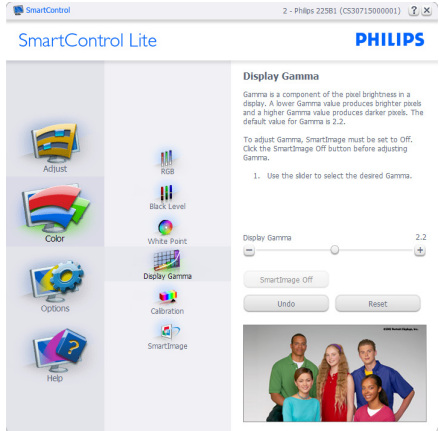 SmartControl
2 - Philips 225B1 (CS30715000001)
? X
SmartControl Lite
PHILIPS
Adjust
Color
Options
Help
RGB
Black Level
White Point
Display Gamma
Calibration
SmartImage
Display Gamma
Gamma is a component of the pixel brightness in a
display. A lower Gamma value produces brighter pixels
and a higher Gamma value produces darker pixels. The
default value for Gamma is 2.2.
To adjust Gamma, SmartImage must be set to Off.
Click the SmartImage Off button before adjusting
Gamma.
1. Use the slider to select the desired Gamma.
Display Gamma 2.2
SmartImage Off
Undo Reset